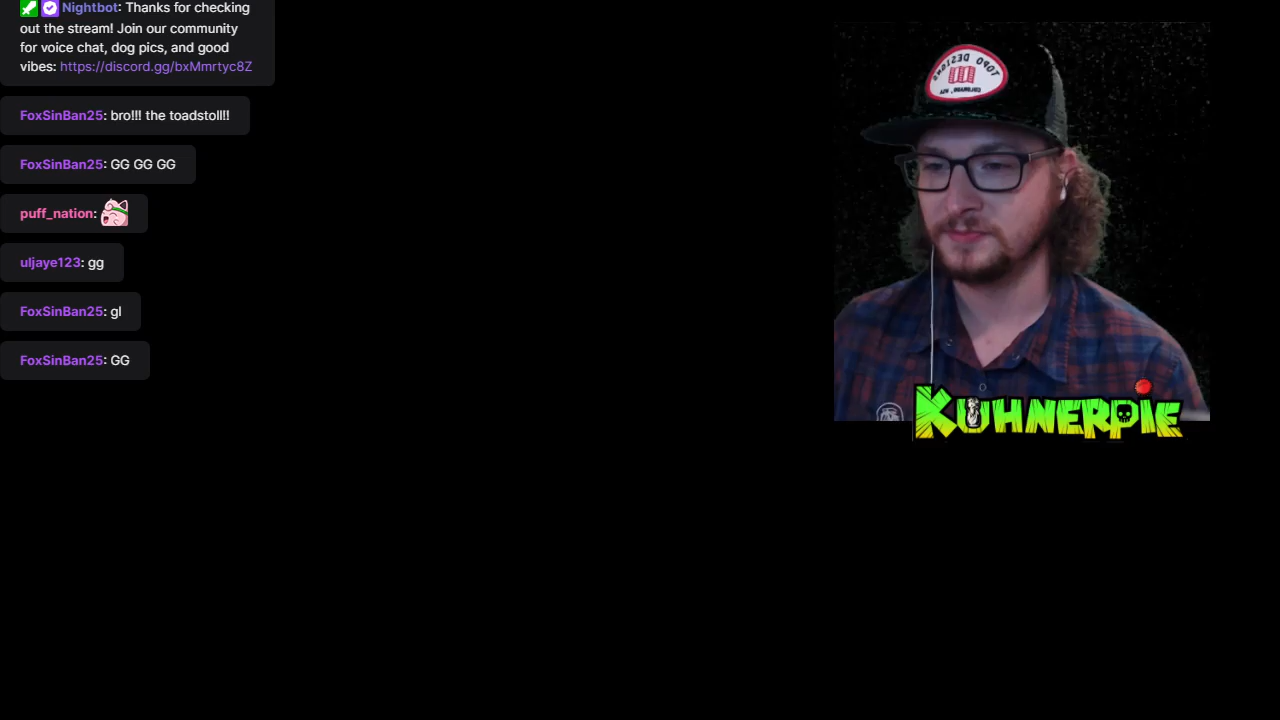 Nightbot: Thanks for checking
out the stream! Join our community
for voice chat, dog pics, and good
vibes: https://discord.gg/bxMmrtyc8Z
FoxSinBan25: bro!!! the toadstoll!!
FoxSinBan25: GG GG GG
puff_nation:
uljaye123: gg
FoxSinBan25: gl
FoxSinBan25: GG
TOPO DESIGNS
COLORADO, USA
KUHNERPIE